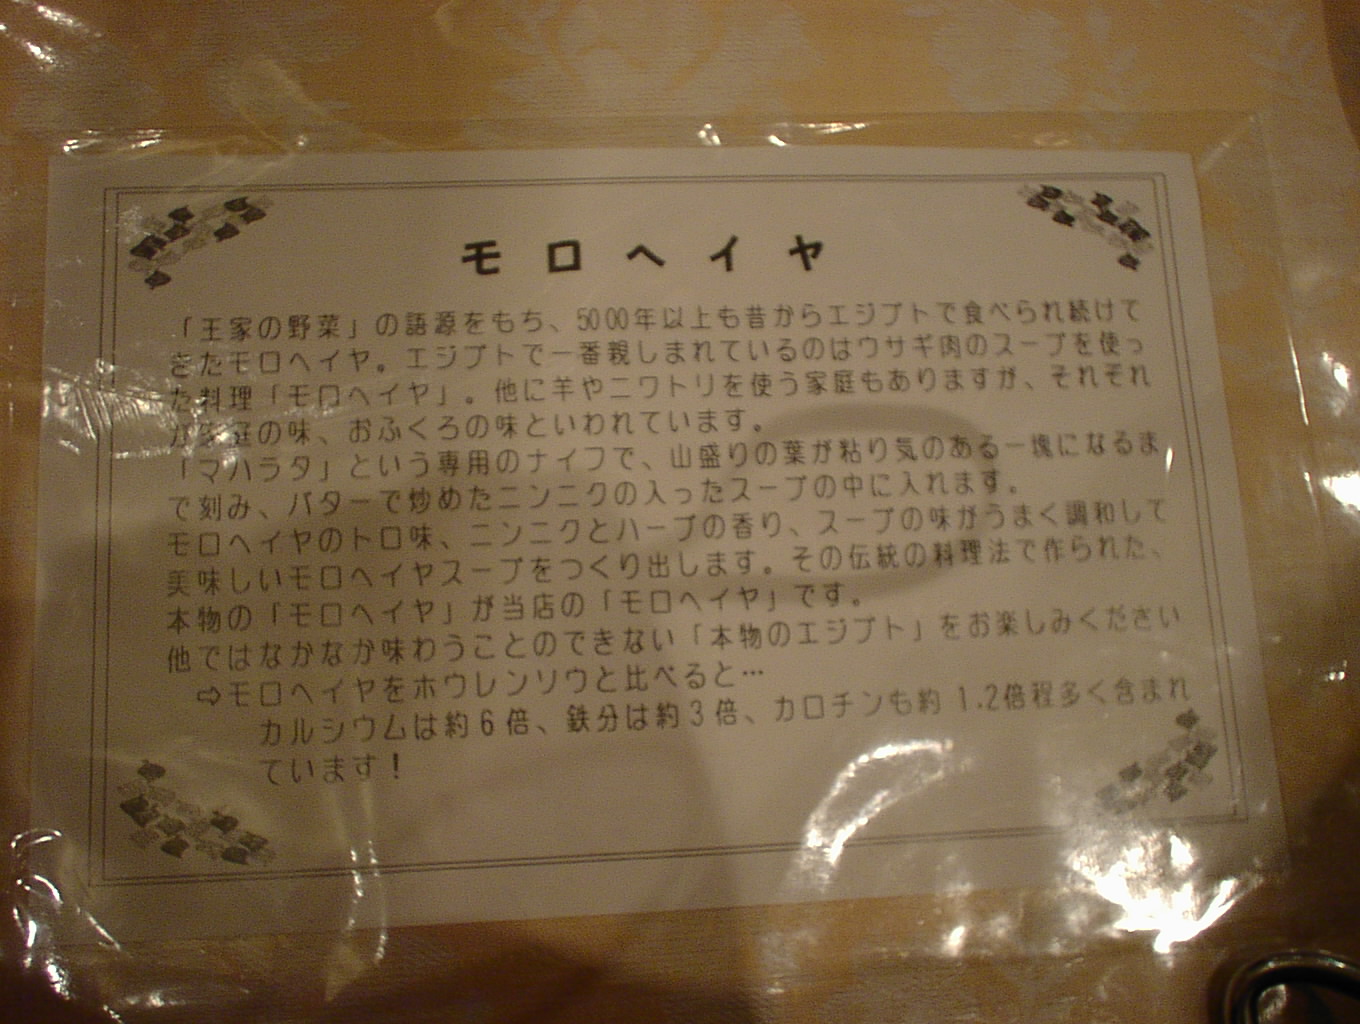 モロヘイヤ
「王家の野菜」の語源をもち、5000年以上も昔からエジプトで食べられ続けて
きたモロヘイヤ。エジプトで一番親しまれているのはウサギ肉のスープを使っ
た料理「モロヘイヤ」。他に羊やニワトリを使う家庭もありますが、それぞれ
が家庭の味、おふくろの味といわれています。
「マハラタ」という専用のナイフで、山盛りの葉が粘り気のある一塊になるま
で刻み、バターで炒めたニンニクの入ったスープの中に入れます。
モロヘイヤのトロ味、ニンニクとハーブの香り、スープの味がうまく調和して
美味しいモロヘイヤスープをつくり出します。その伝統の料理法で作られた、
本物の「モロヘイヤ」が当店の「モロヘイヤ」です。
他ではなかなか味わうことのできない「本物のエジプト」をお楽しみください
⇨モロヘイヤをホウレンソウと比べると…
カルシウムは約6倍、鉄分は約3倍、カロチンも約1.2倍程多く含まれ
ています！